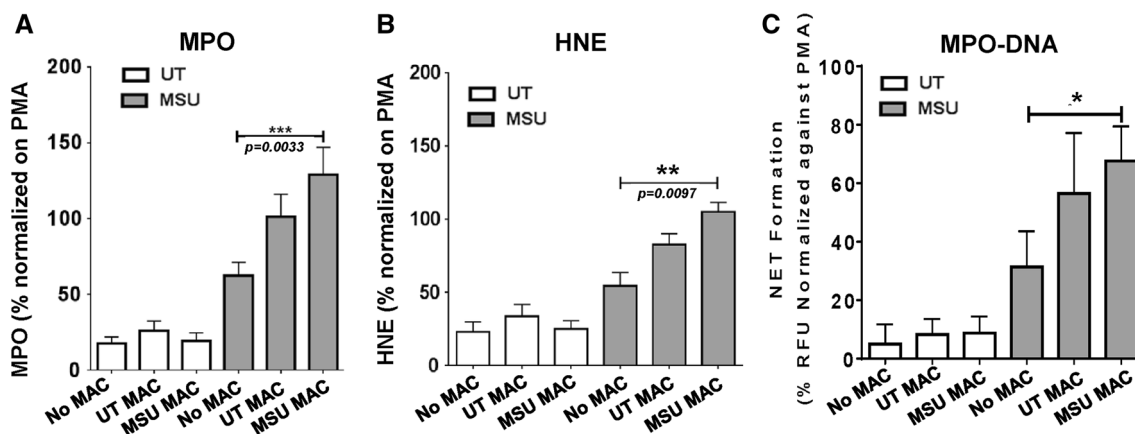 A
MPO
MPO (% normalized on PMA
200
150
100
50
0
UT
MSU
***
p=0.0033
No MAC
UT MAC
MSU MAC
No MAC
UT MAC
MSU MAC
B
HNE
HNE (% normalized on PMA
200
150
100
50
0
UT
MSU
**
p=0.0097
No MAC
UT MAC
MSU MAC
No MAC
UT MAC
MSU MAC
C
MPO-DNA
NET Formation
(% RFU Normalized against PMA)
100
80
60
40
20
0
UT
MSU
*
No MAC
UT MAC
MSU MAC
No MAC
UT MAC
MSU MAC